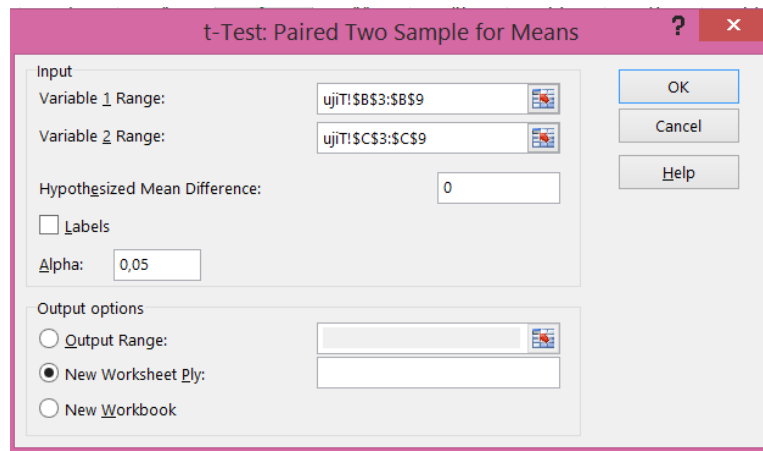 t-Test: Paired Two Sample for Means ? ×
Input
Variable 1 Range: ujiT!$B$3:$B$9
Variable 2 Range: ujiT!$C$3:$C$9
Hypothesized Mean Difference: 0
Labels
Alpha: 0,05
Output options
Output Range:
New Worksheet Ply:
New Workbook
OK
Cancel
Help